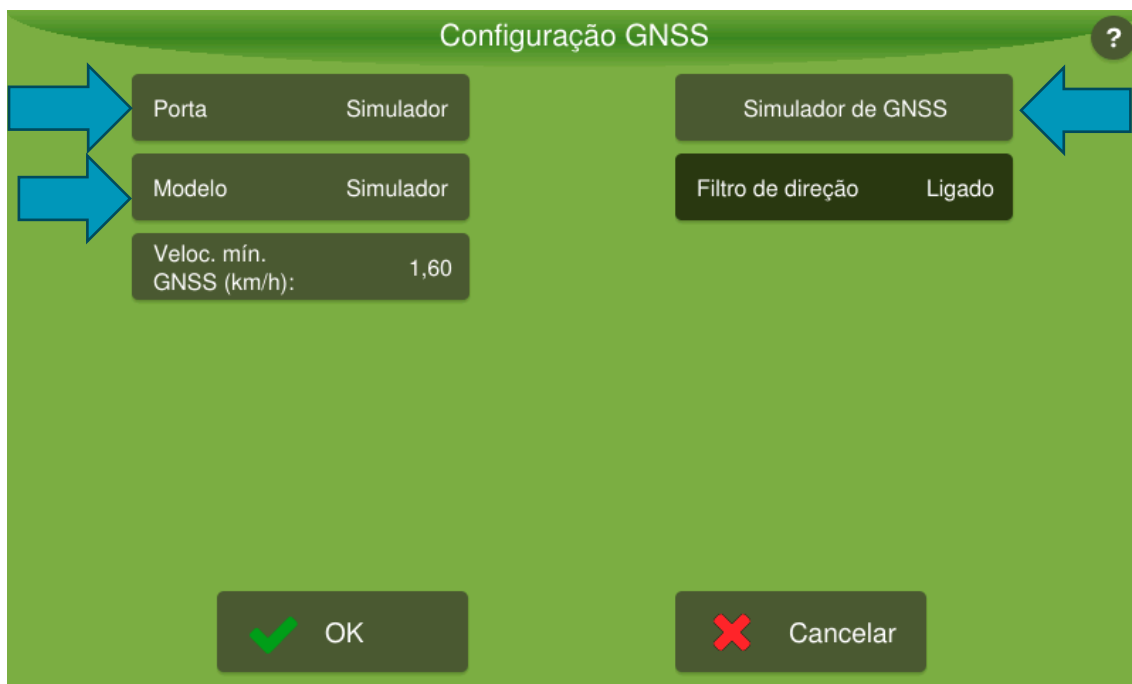 Configuração GNSS
?
Porta Simulador
Simulador de GNSS
Modelo Simulador
Filtro de direção Ligado
Veloc. mín.
GNSS (km/h): 1,60
OK
Cancelar